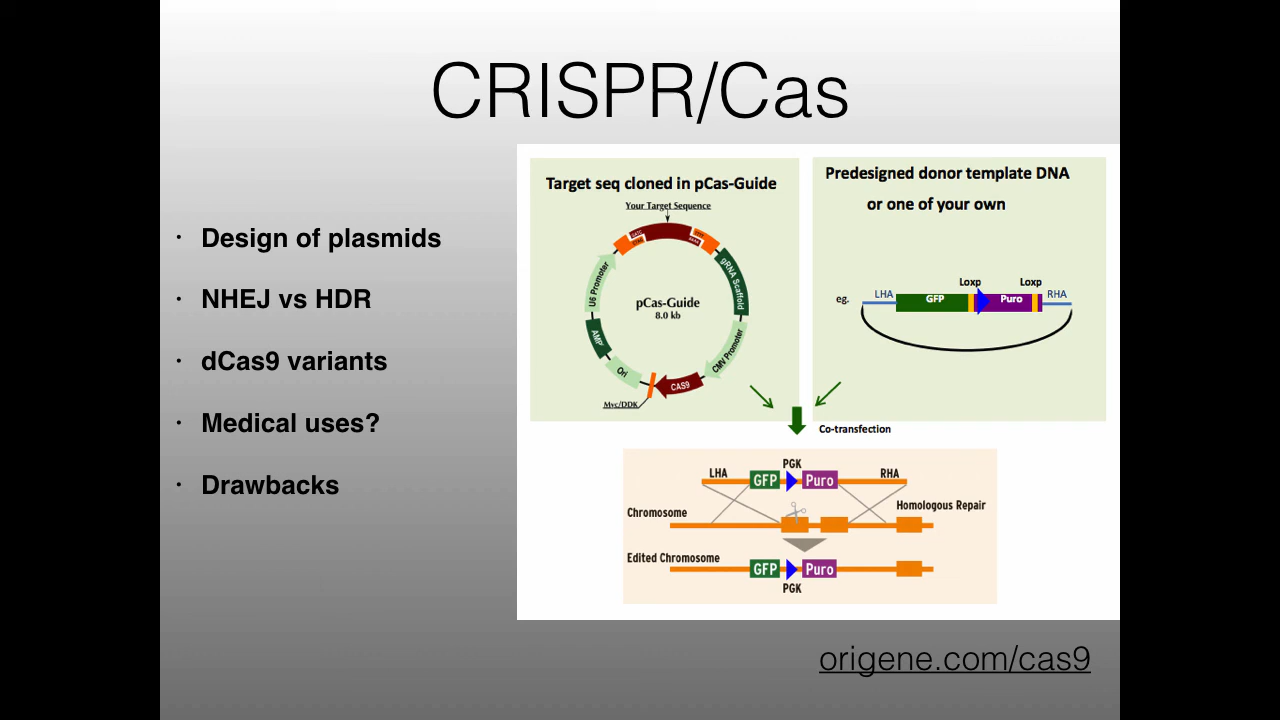 CRISPR/Cas
· Design of plasmids
· NHEJ vs HDR
· dCas9 variants
· Medical uses?
· Drawbacks
Target seq cloned in pCas-Guide
Your Target Sequence
U6 Promoter
gRNA Scaffold
pCas-Guide
8.0 kb
AMP
CMV Promoter
Ori
CAS9
Myc/DDK
Predesigned donor template DNA
or one of your own
Loxp
Loxp
eg.
LHA
GFP
Puro
RHA
Co-transfection
PGK
LHA
GFP
Puro
RHA
Homologous Repair
Chromosome
Edited Chromosome
GFP
Puro
PGK
origene.com/cas9